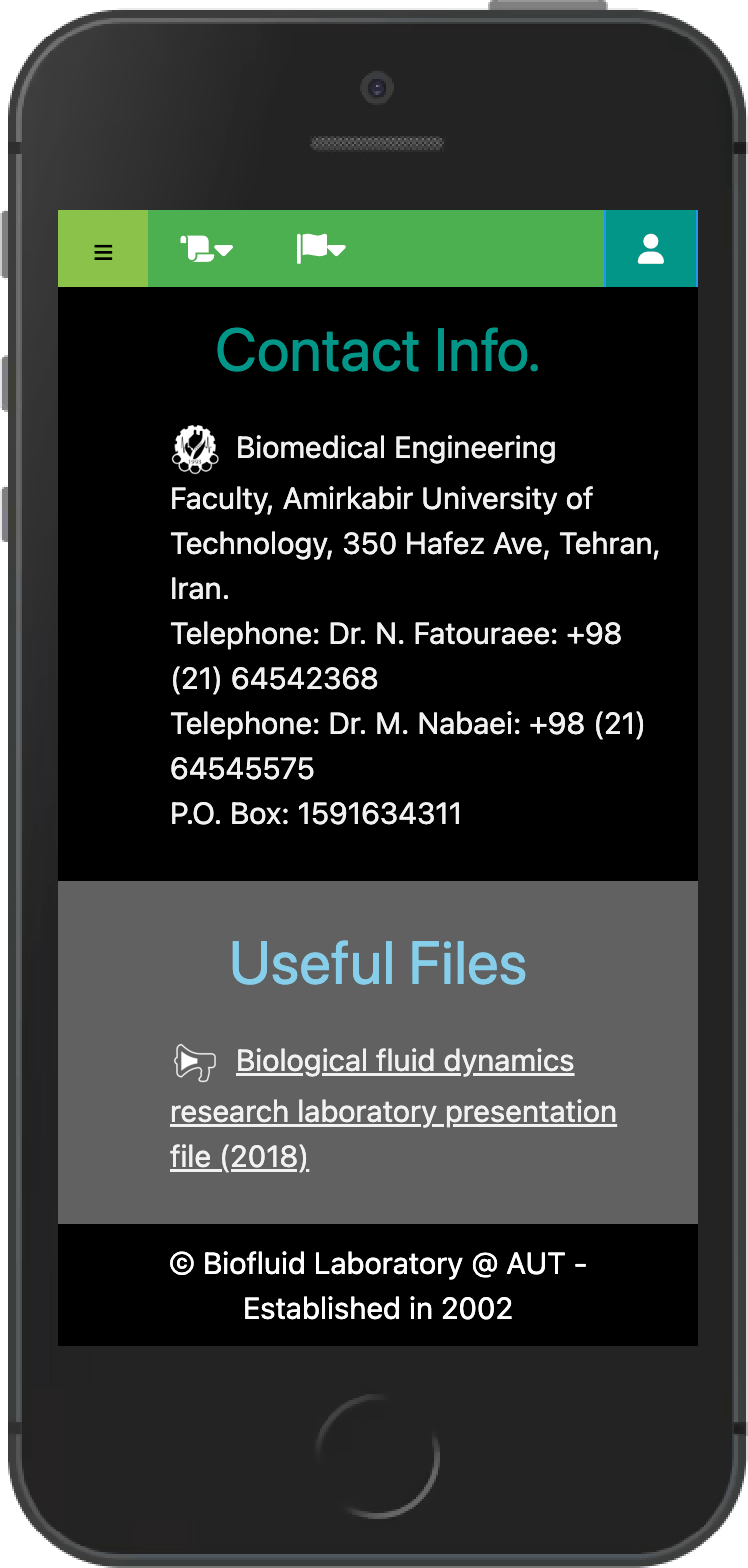 Contact Info.
Biomedical Engineering
Faculty, Amirkabir University of
Technology, 350 Hafez Ave, Tehran,
Iran.
Telephone: Dr. N. Fatouraee: +98
(21) 64542368
Telephone: Dr. M. Nabaei: +98 (21)
64545575
P.O. Box: 1591634311
Useful Files
Biological fluid dynamics
research laboratory presentation
file (2018)
© Biofluid Laboratory @ AUT -
Established in 2002